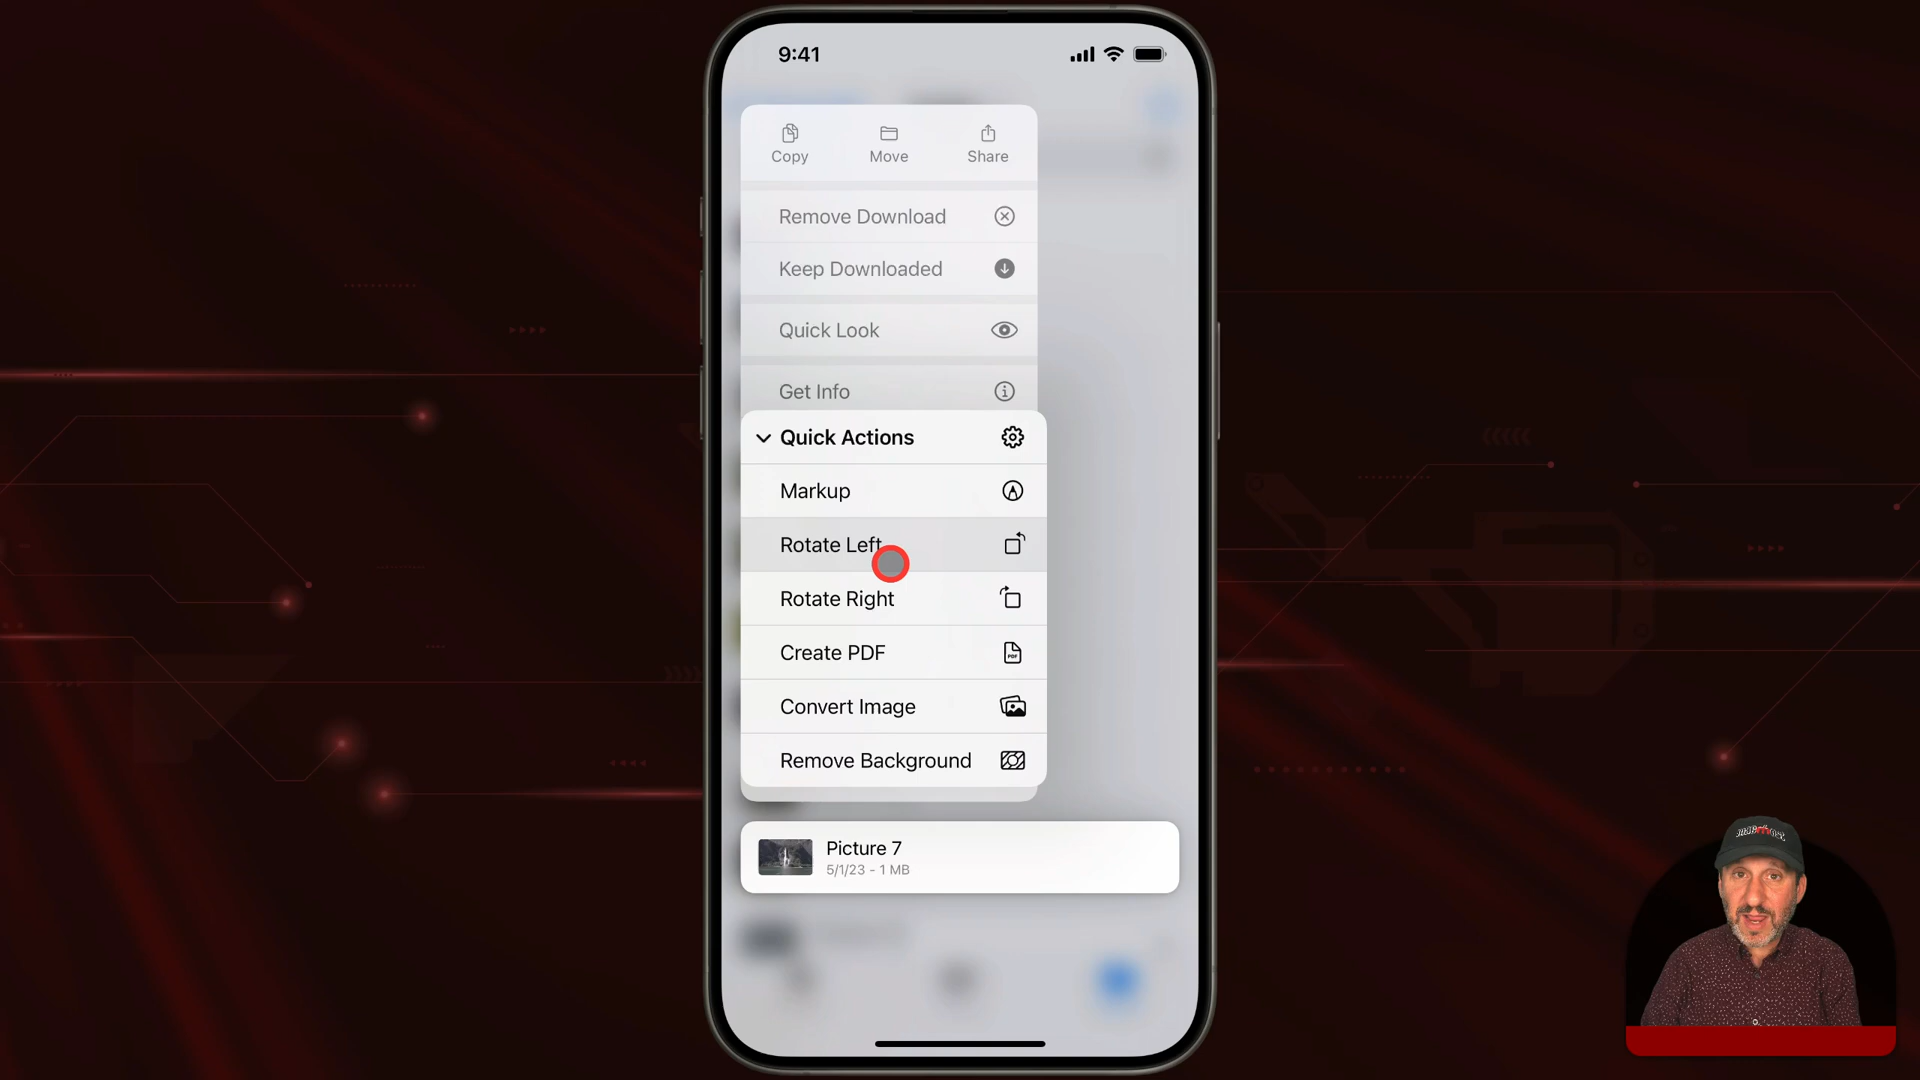 9:41
Copy Move Share
Remove Download
Keep Downloaded
Quick Look
Get Info
Quick Actions
Markup
Rotate Left
Rotate Right
Create PDF
PDF
Convert Image
Remove Background
Picture 7
5/1/23 - 1 MB